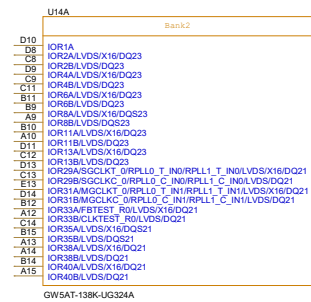 U14A
Bank2
D10 IOR1A
D8 IOR2A/LVDS/X16/DQ23
C8 IOR2B/LVDS/DQ23
D9 IOR4A/LVDS/X16/DQ23
C9 IOR4B/LVDS/DQ23
C11 IOR6A/LVDS/X16/DQ23
B11 IOR6B/LVDS/DQ23
B9 IOR8A/LVDS/X16/DQS23
A9 IOR8B/LVDS/DQS23
B10 IOR11A/LVDS/X16/DQ23
A10 IOR11B/LVDS/DQ23
D11 IOR13A/LVDS/X16/DQ23
C12 IOR13B/LVDS/DQ23
D13 IOR29A/SGCLKT_0/RPLL0_T_IN0/RPLL1_T_IN0/LVDS/X16/DQ21
C13 IOR29B/SGCLKC_0/RPLL0_C_IN0/RPLL1_C_IN0/LVDS/DQ21
E13 IOR31A/MGCLKT_0/RPLL0_T_IN1/RPLL1_T_IN1/LVDS/X16/DQ21
D14 IOR31B/MGCLKC_0/RPLL0_C_IN1/RPLL1_C_IN1/LVDS/DQ21
B12 IOR33A/FBTEST_R0/LVDS/X16/DQ21
A12 IOR33B/CLKTEST_R0/LVDS/DQ21
C14 IOR35A/LVDS/X16/DQS21
B15 IOR35B/LVDS/DQS21
A13 IOR38A/LVDS/X16/DQ21
A14 IOR38B/LVDS/DQ21
B14 IOR40A/LVDS/X16/DQ21
A15 IOR40B/LVDS/DQ21
GW5AT-138K-UG324A